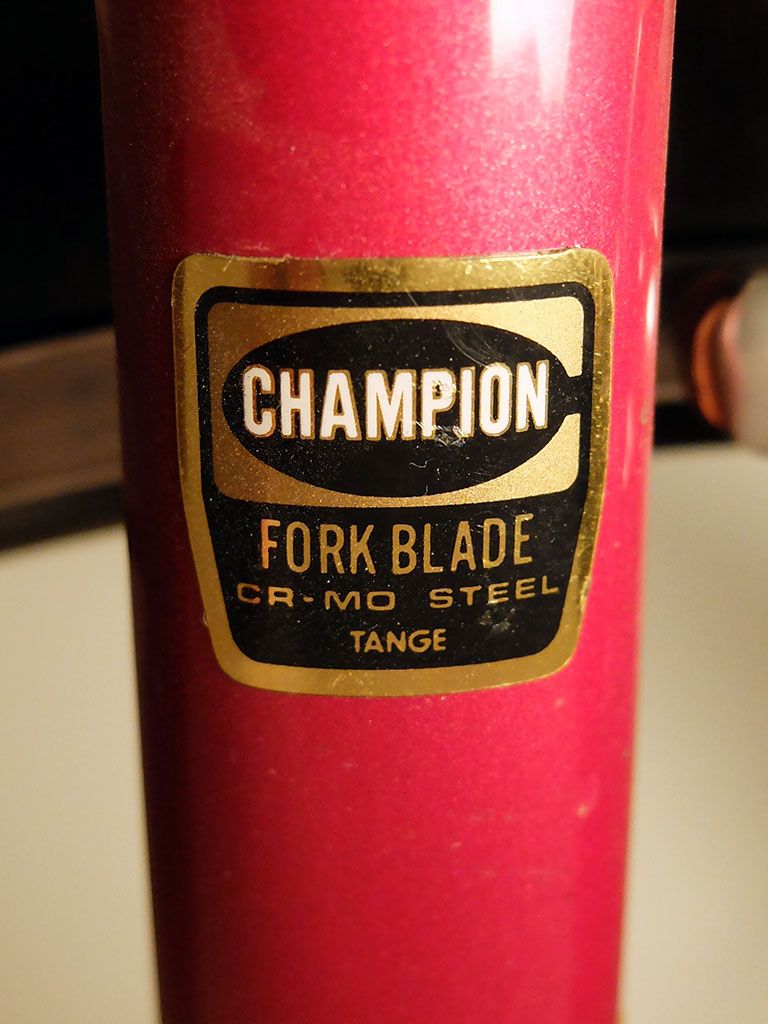 CHAMPION
FORK BLADE
CR-MO STEEL
TANGE